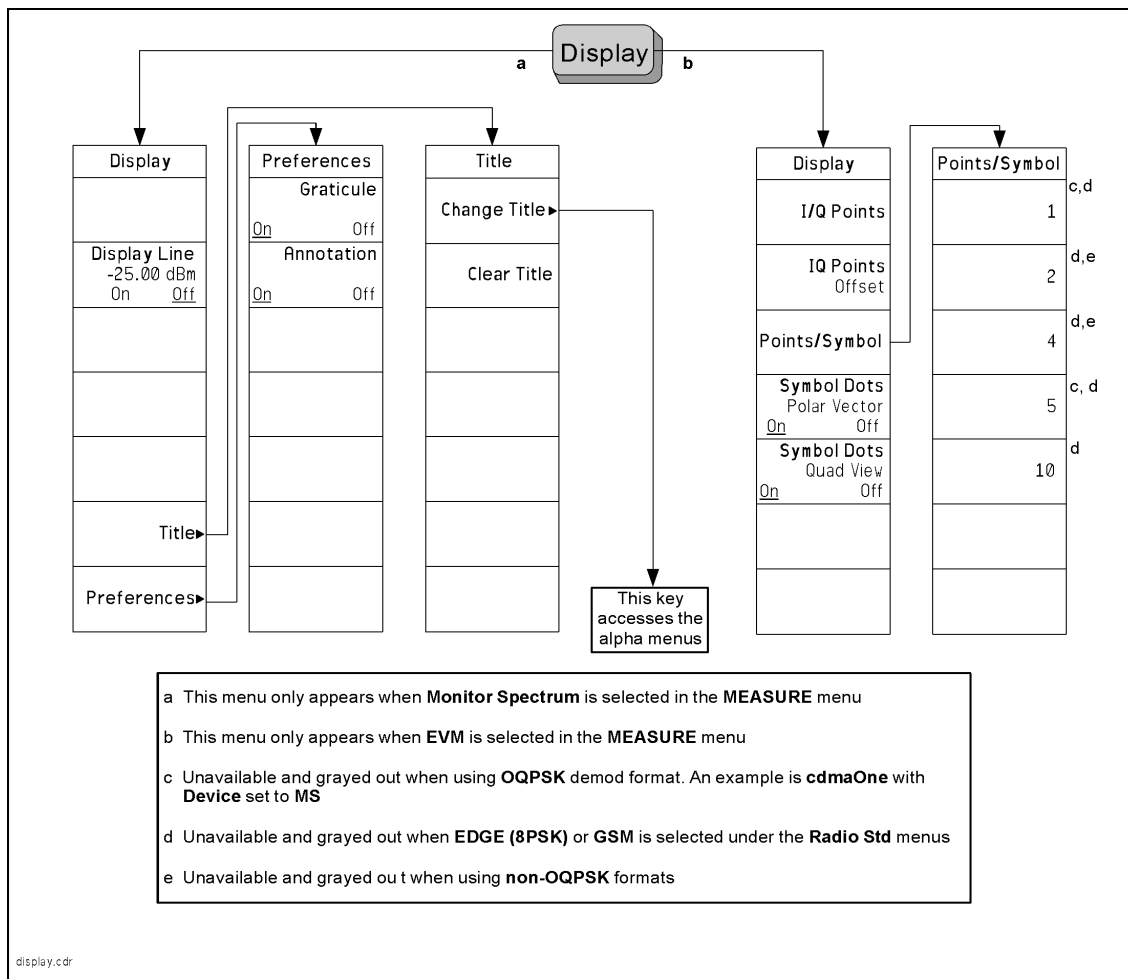 Display
a
b
Display
Display Line
-25.00 dBm
On Off
Title
Preferences
Preferences
Graticule
On Off
Annotation
On Off
Title
Change Title
Clear Title
This key
accesses the
alpha menus
Display
I/Q Points
IQ Points
Offset
Points/Symbol
Symbol Dots
Polar Vector
On Off
Symbol Dots
Quad View
On Off
Points/Symbol
1
c,d
2
d,e
4
d,e
5
c, d
10
d
a This menu only appears when Monitor Spectrum is selected in the MEASURE menu
b This menu only appears when EVM is selected in the MEASURE menu
c Unavailable and grayed out when using OQPSK demod format. An example is cdmaOne with
Device set to MS
d Unavailable and grayed out when EDGE (8PSK) or GSM is selected under the Radio Std menus
e Unavailable and grayed ou t when using non-OQPSK formats
display.cdr